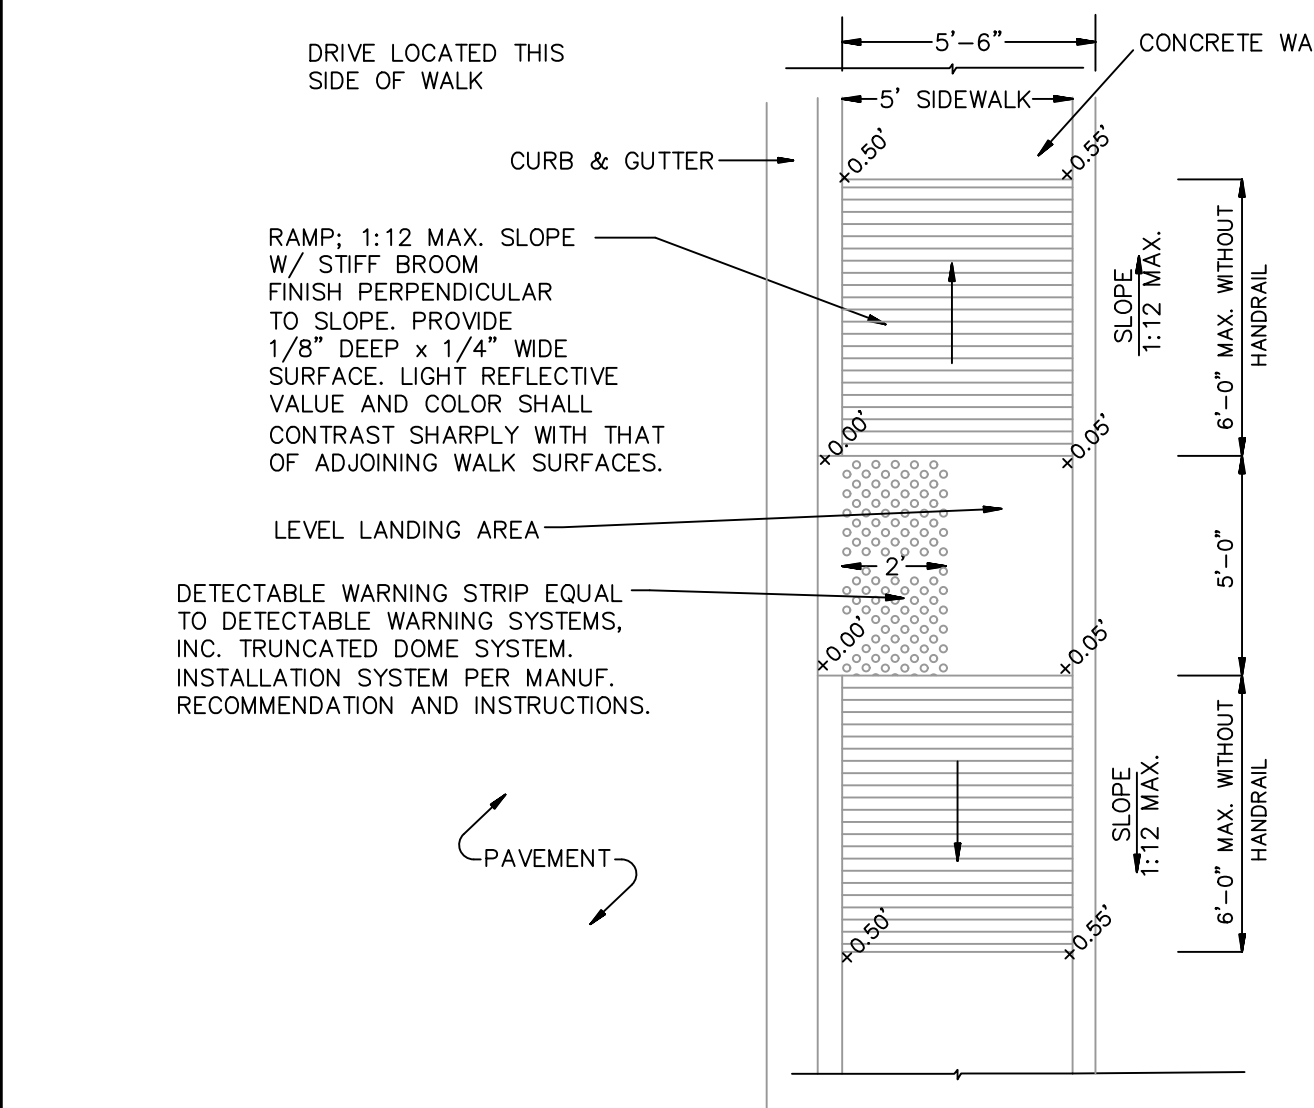 DRIVE LOCATED THIS
SIDE OF WALK
5'-6"
CONCRETE WA
5' SIDEWALK
CURB & GUTTER
+0.50'
+0.55'
RAMP; 1:12 MAX. SLOPE
W/ STIFF BROOM
FINISH PERPENDICULAR
TO SLOPE. PROVIDE
1/8" DEEP x 1/4" WIDE
SURFACE. LIGHT REFLECTIVE
VALUE AND COLOR SHALL
CONTRAST SHARPLY WITH THAT
OF ADJOINING WALK SURFACES.
SLOPE
1:12 MAX.
6'-0" MAX. WITHOUT
HANDRAIL
+0.00'
+0.05'
LEVEL LANDING AREA
2'
5'-0"
DETECTABLE WARNING STRIP EQUAL
TO DETECTABLE WARNING SYSTEMS,
INC. TRUNCATED DOME SYSTEM.
INSTALLATION SYSTEM PER MANUF.
RECOMMENDATION AND INSTRUCTIONS.
+0.00'
+0.05'
SLOPE
1:12 MAX.
6'-0" MAX. WITHOUT
HANDRAIL
PAVEMENT
+0.50'
+0.55'